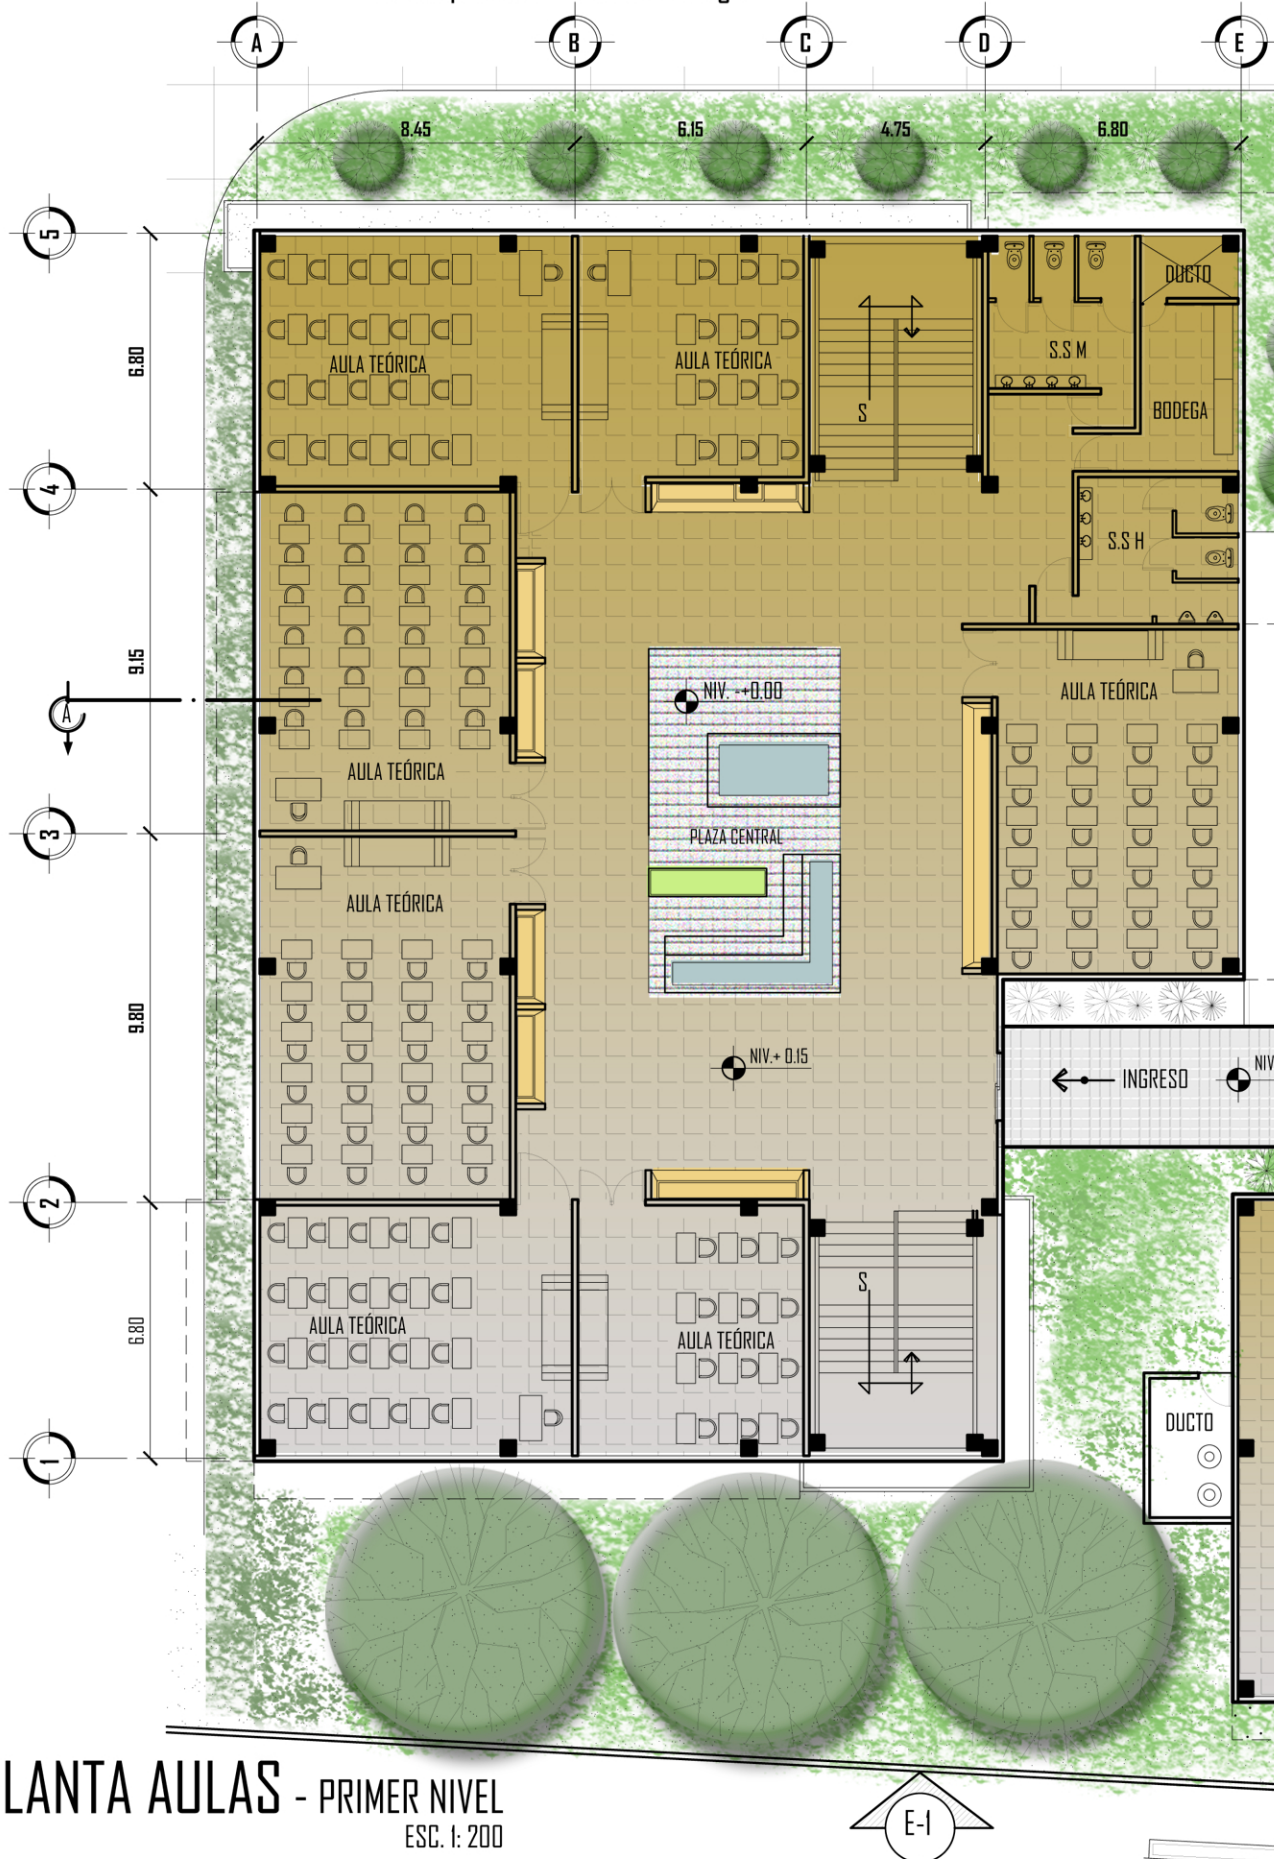 A B C D E
8.45 6.15 4.75 6.80
5
DUCTO
6.80
S.S M
AULA TEÓRICA
AULA TEÓRICA
S
BODEGA
4
S.S H
9.15
NIV. -+0.00
AULA TEÓRICA
A
AULA TEÓRICA
3
PLAZA CENTRAL
AULA TEÓRICA
9.80
NIV.+ 0.15
INGRESO
NIV
2
S
AULA TEÓRICA
AULA TEÓRICA
6.80
DUCTO
1
LANTA AULAS - PRIMER NIVEL
ESC. 1: 200
E-1